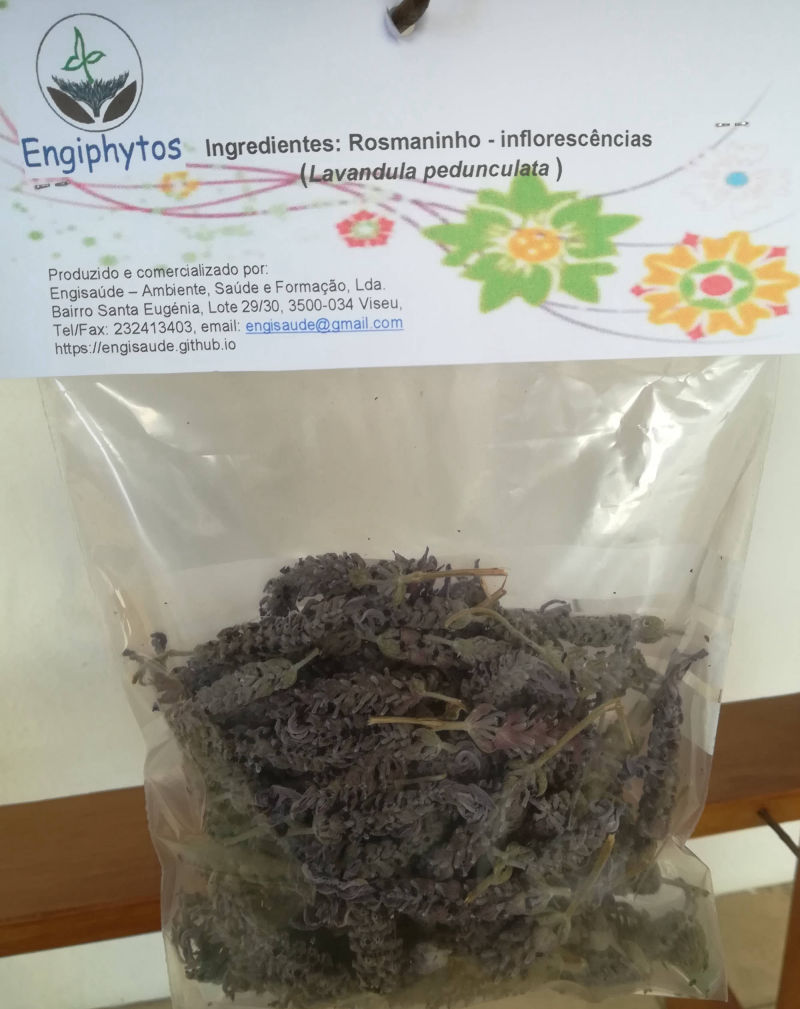 Engiphytos
Ingredientes: Rosmaninho - inflorescências
(Lavandula pedunculata )
Produzido e comercializado por:
Engisaúde – Ambiente, Saúde e Formação, Lda.
Bairro Santa Eugénia, Lote 29/30, 3500-034 Viseu,
Tel/Fax: 232413403, email: engisaude@gmail.com
https://engisaude.github.io